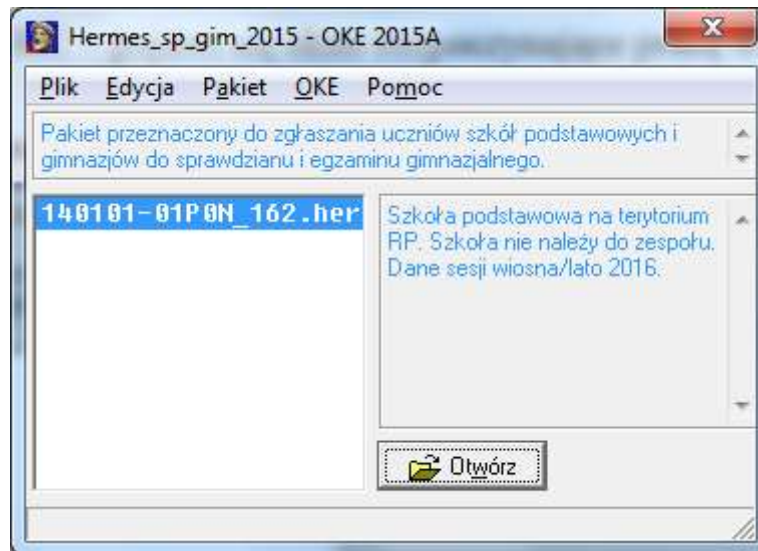 Hermes_sp_gim_2015 - OKE 2015A
Plik Edycja Pakiet OKE Pomoc
Pakiet przeznaczony do zgłaszania uczniów szkół podstawowych i
gimnazjów do sprawdzianu i egzaminu gimnazjalnego.
140101-01P0N_162.her
Szkoła podstawowa na terytorium
RP. Szkoła nie należy do zespołu.
Dane sesji wiosna/lato 2016.
Otwórz